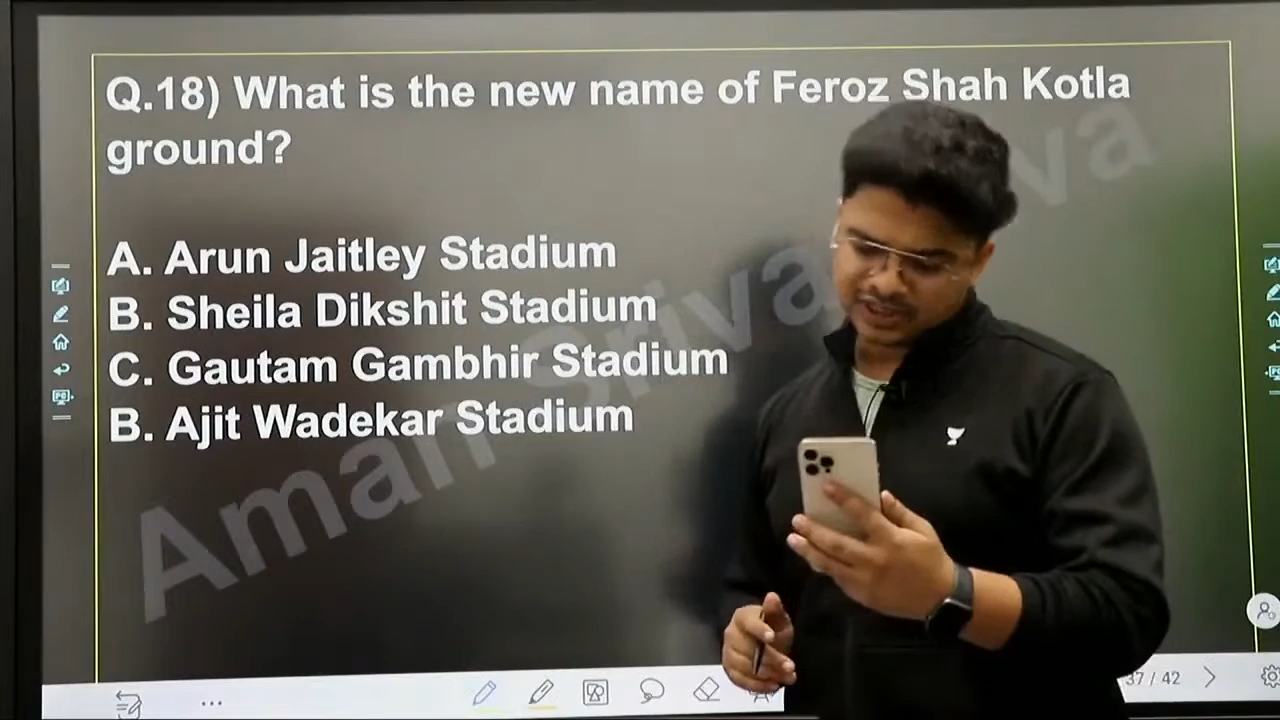 Q.18) What is the new name of Feroz Shah Kotla
ground?
A. Arun Jaitley Stadium
B. Sheila Dikshit Stadium
C. Gautam Gambhir Stadium
B. Ajit Wadekar Stadium
Aman Sriva va
37 / 42